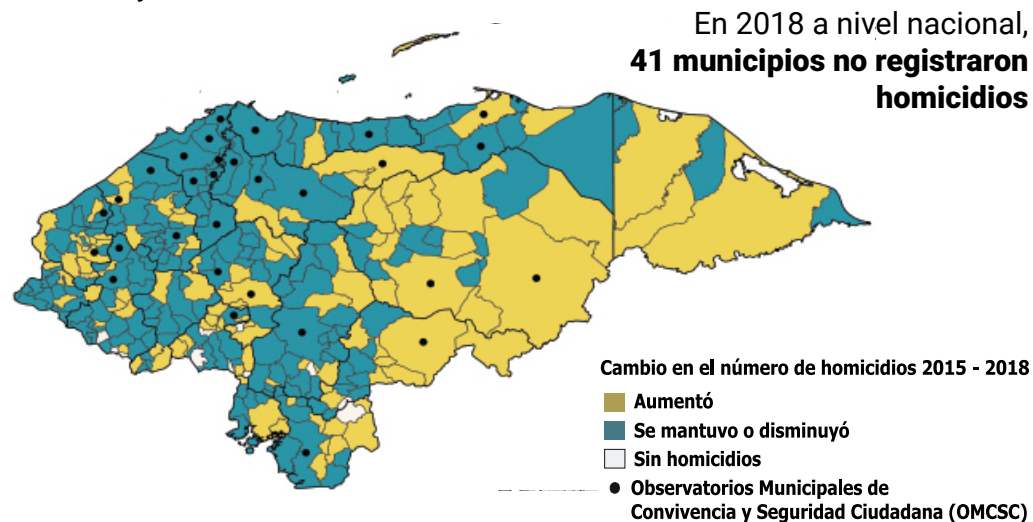 En 2018 a nivel nacional,
41 municipios no registraron
homicidios
Cambio en el número de homicidios 2015 - 2018
Aumentó
Se mantuvo o disminuyó
Sin homicidios
Observatorios Municipales de
Convivencia y Seguridad Ciudadana (OMCSC)